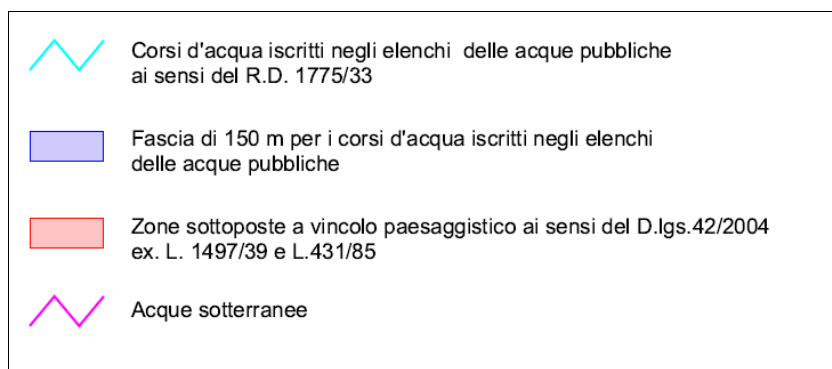 Corsi d'acqua iscritti negli elenchi  delle acque pubbliche
ai sensi del R.D. 1775/33
Fascia di 150 m per i corsi d'acqua iscritti negli elenchi
delle acque pubbliche
Zone sottoposte a vincolo paesaggistico ai sensi del D.lgs.42/2004
ex. L. 1497/39 e L.431/85
Acque sotterranee